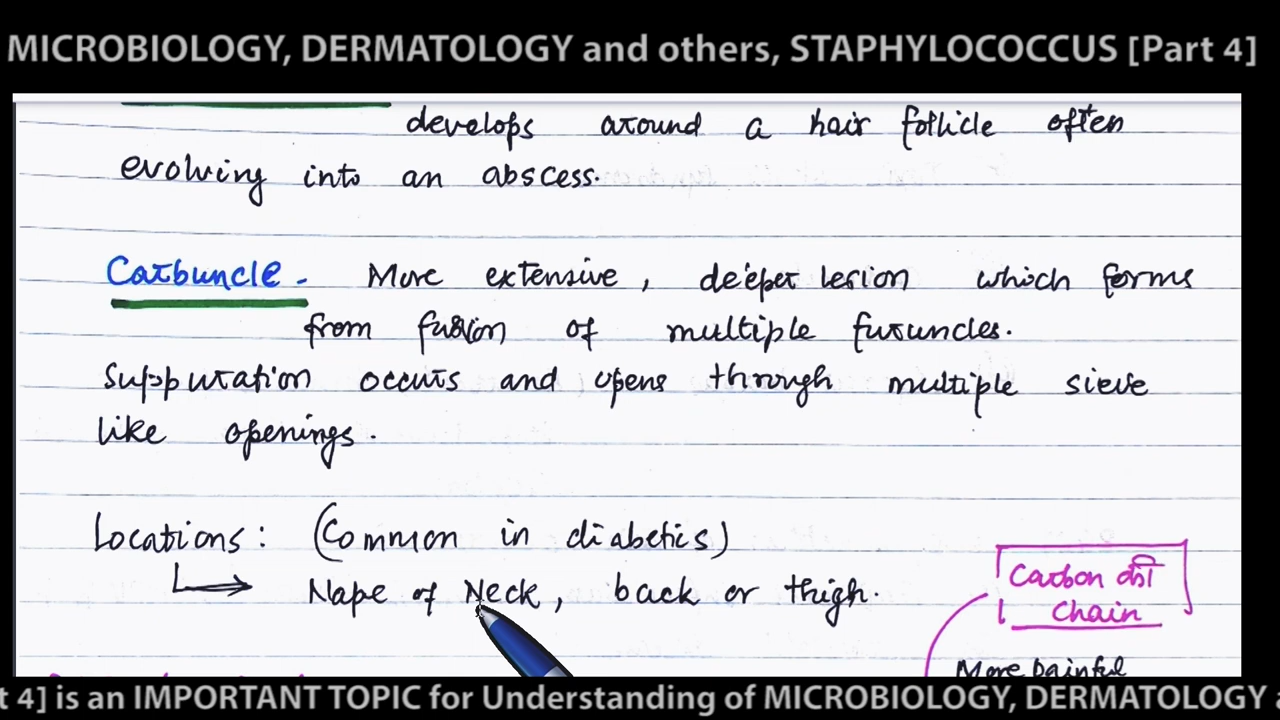 MICROBIOLOGY, DERMATOLOGY and others, STAPHYLOCOCCUS [Part 4]
develops around a hair follicle often
evolving into an abscess.
Carbuncle - More extensive, deeper lesion which forms
from fusion of multiple furuncles.
Suppuration occurs and opens through multiple sieve
like openings.
Locations: (Common in diabetics)
Nape of Neck, back or thigh.
Carbon की
Chain
More painful
t 4] is an IMPORTANT TOPIC for Understanding of MICROBIOLOGY, DERMATOLOGY